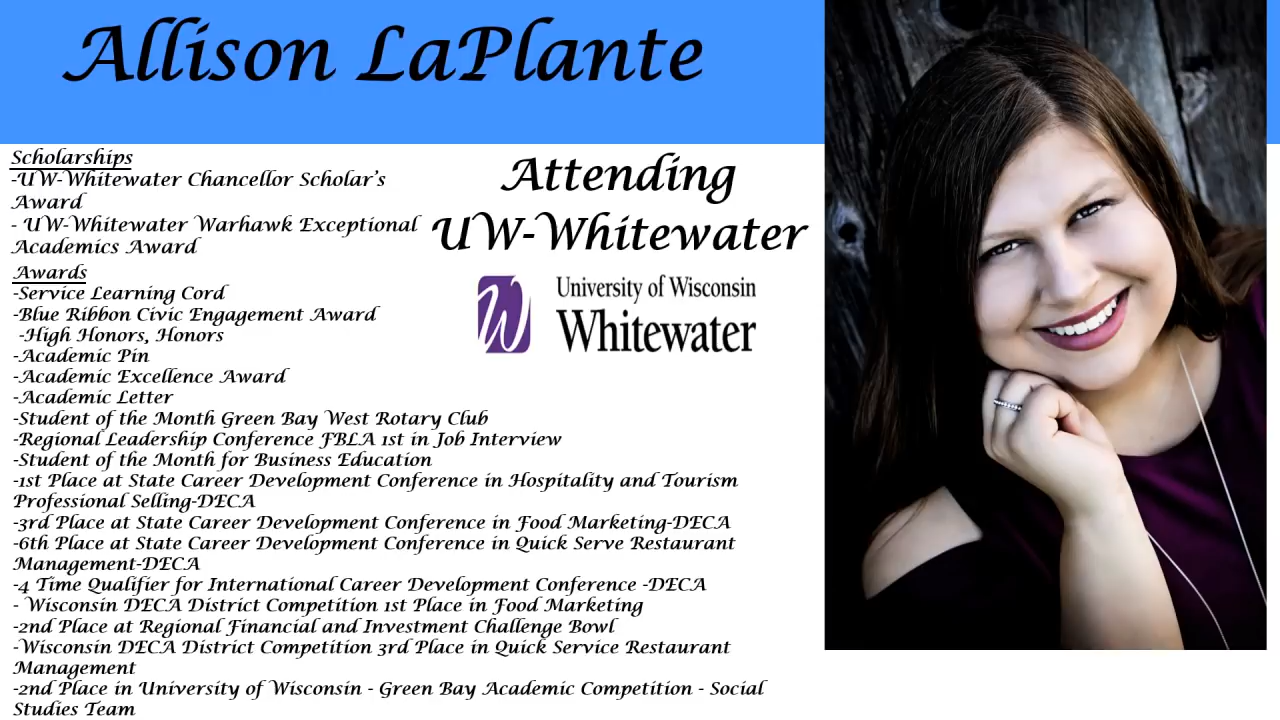 Allison LaPlante
Scholarships
-UW-Whitewater Chancellor Scholar's
Award
- UW-Whitewater Warhawk Exceptional
Academics Award
Awards
-Service Learning Cord
-Blue Ribbon Civic Engagement Award
-High Honors, Honors
-Academic Pin
-Academic Excellence Award
-Academic Letter
-Student of the Month Green Bay West Rotary Club
-Regional Leadership Conference FBLA 1st in Job Interview
-Student of the Month for Business Education
-1st Place at State Career Development Conference in Hospitality and Tourism
Professional Selling-DECA
-3rd Place at State Career Development Conference in Food Marketing-DECA
-6th Place at State Career Development Conference in Quick Serve Restaurant
Management-DECA
-4 Time Qualifier for International Career Development Conference -DECA
- Wisconsin DECA District Competition 1st Place in Food Marketing
-2nd Place at Regional Financial and Investment Challenge Bowl
-Wisconsin DECA District Competition 3rd Place in Quick Service Restaurant
Management
-2nd Place in University of Wisconsin - Green Bay Academic Competition - Social
Studies Team
Attending
UW-Whitewater
W
University of Wisconsin
Whitewater